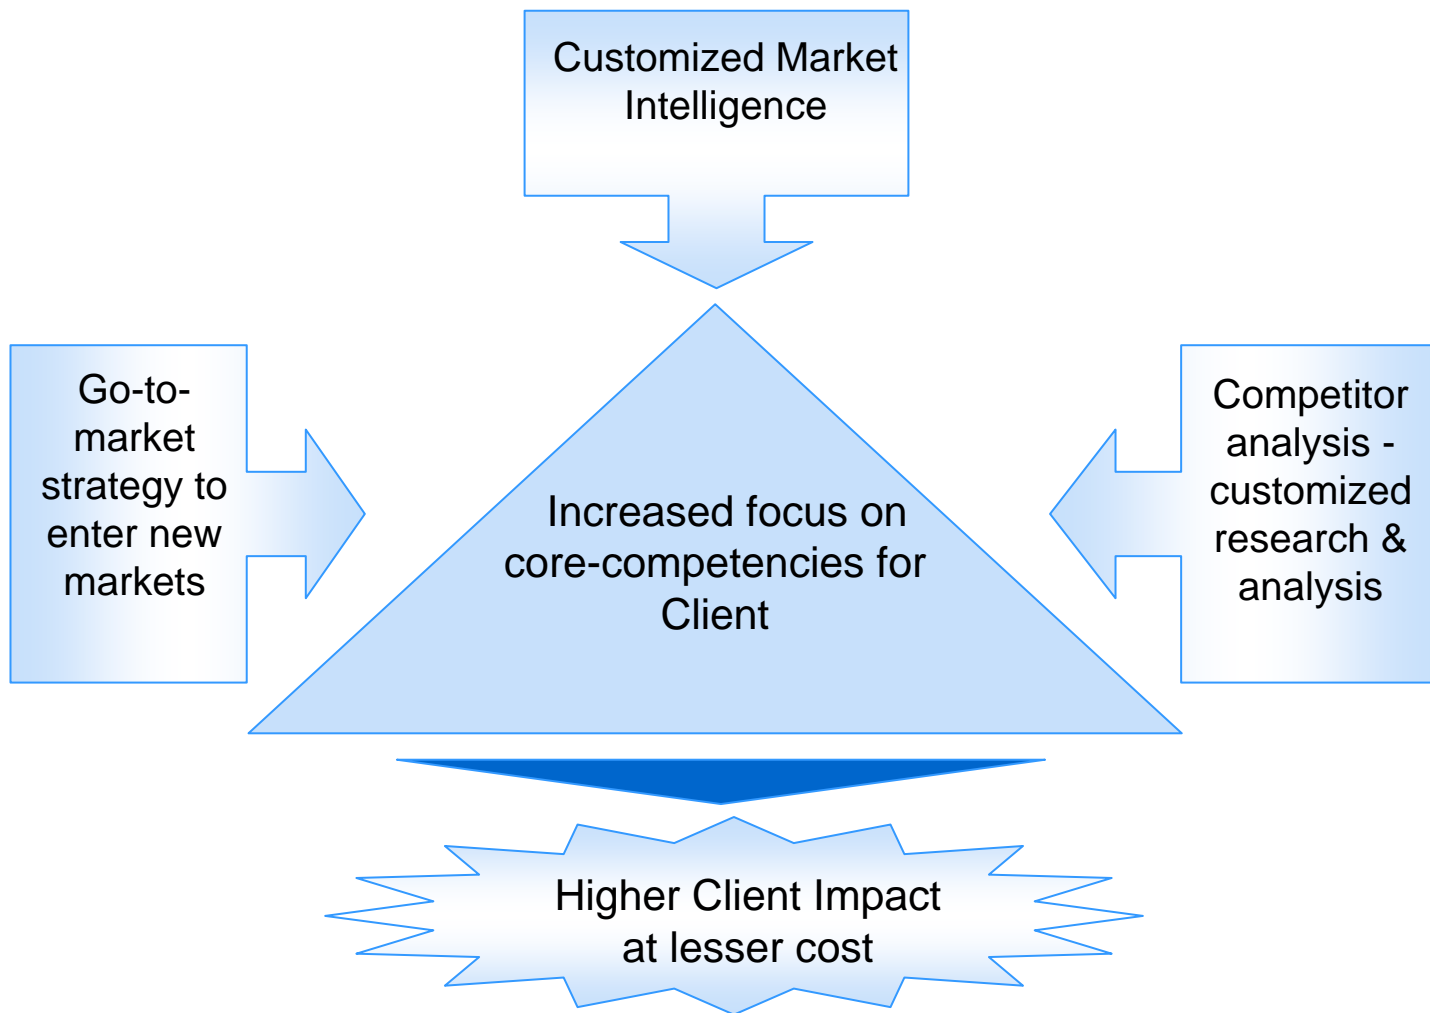 Customized Market
Intelligence
Go-to-
market
strategy to
enter new
markets
Competitor
analysis -
customized
research &
analysis
Increased focus on
core-competencies for
Client
Higher Client Impact
at lesser cost